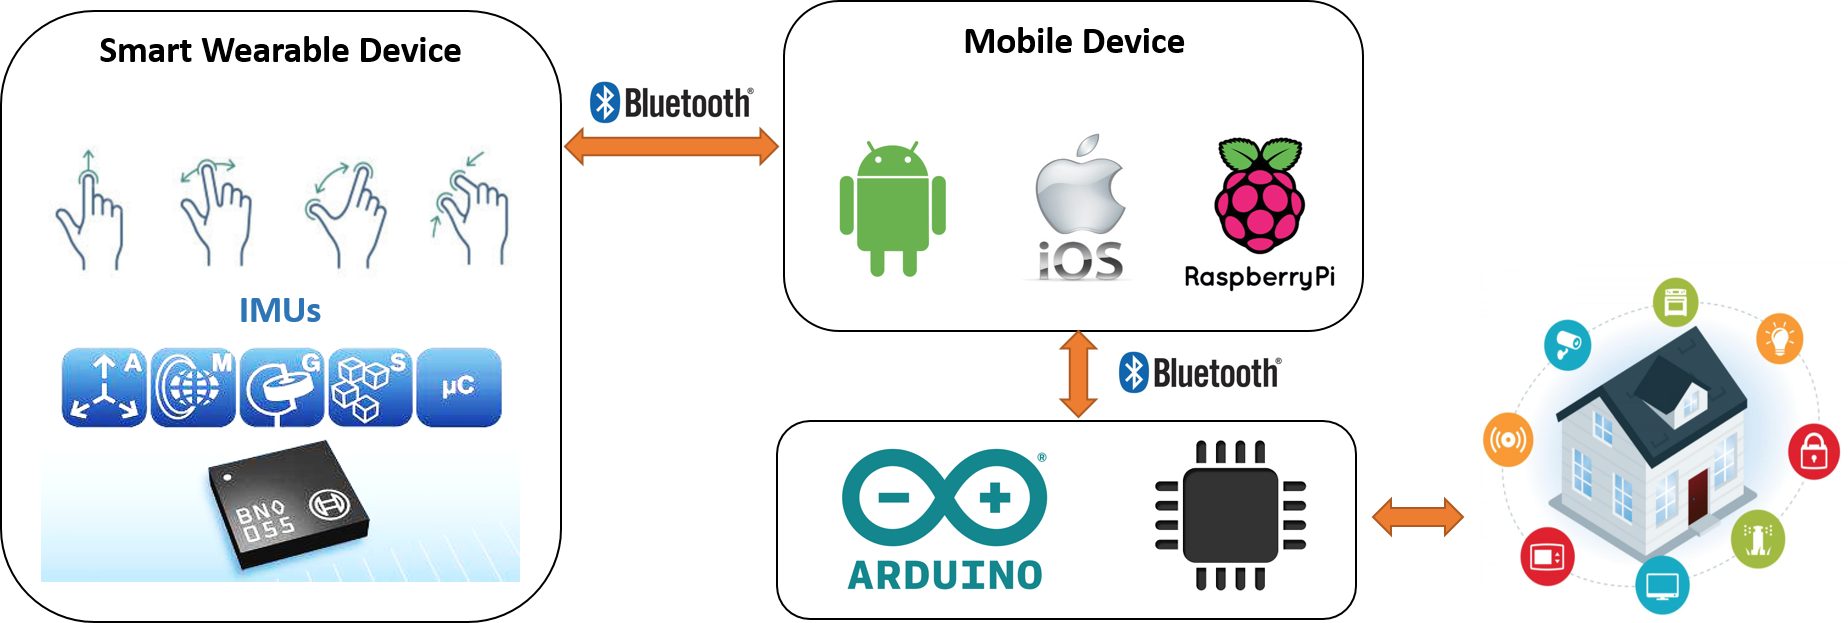 Smart Wearable Device
IMUs
A
M
G
S
µC
BNO
055
Bluetooth®
Mobile Device
iOS
RaspberryPi
Bluetooth®
®
ARDUINO